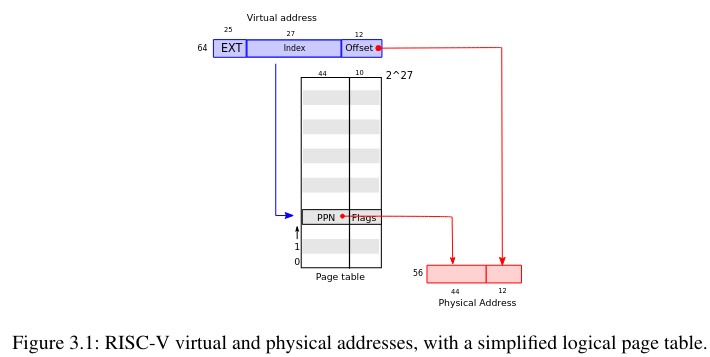 Virtual address
25 27 12
64 EXT Index Offset
44 10 2^27
PPN Flags
1
0
Page table
56
44 12
Physical Address
Figure 3.1: RISC-V virtual and physical addresses, with a simplified logical page table.